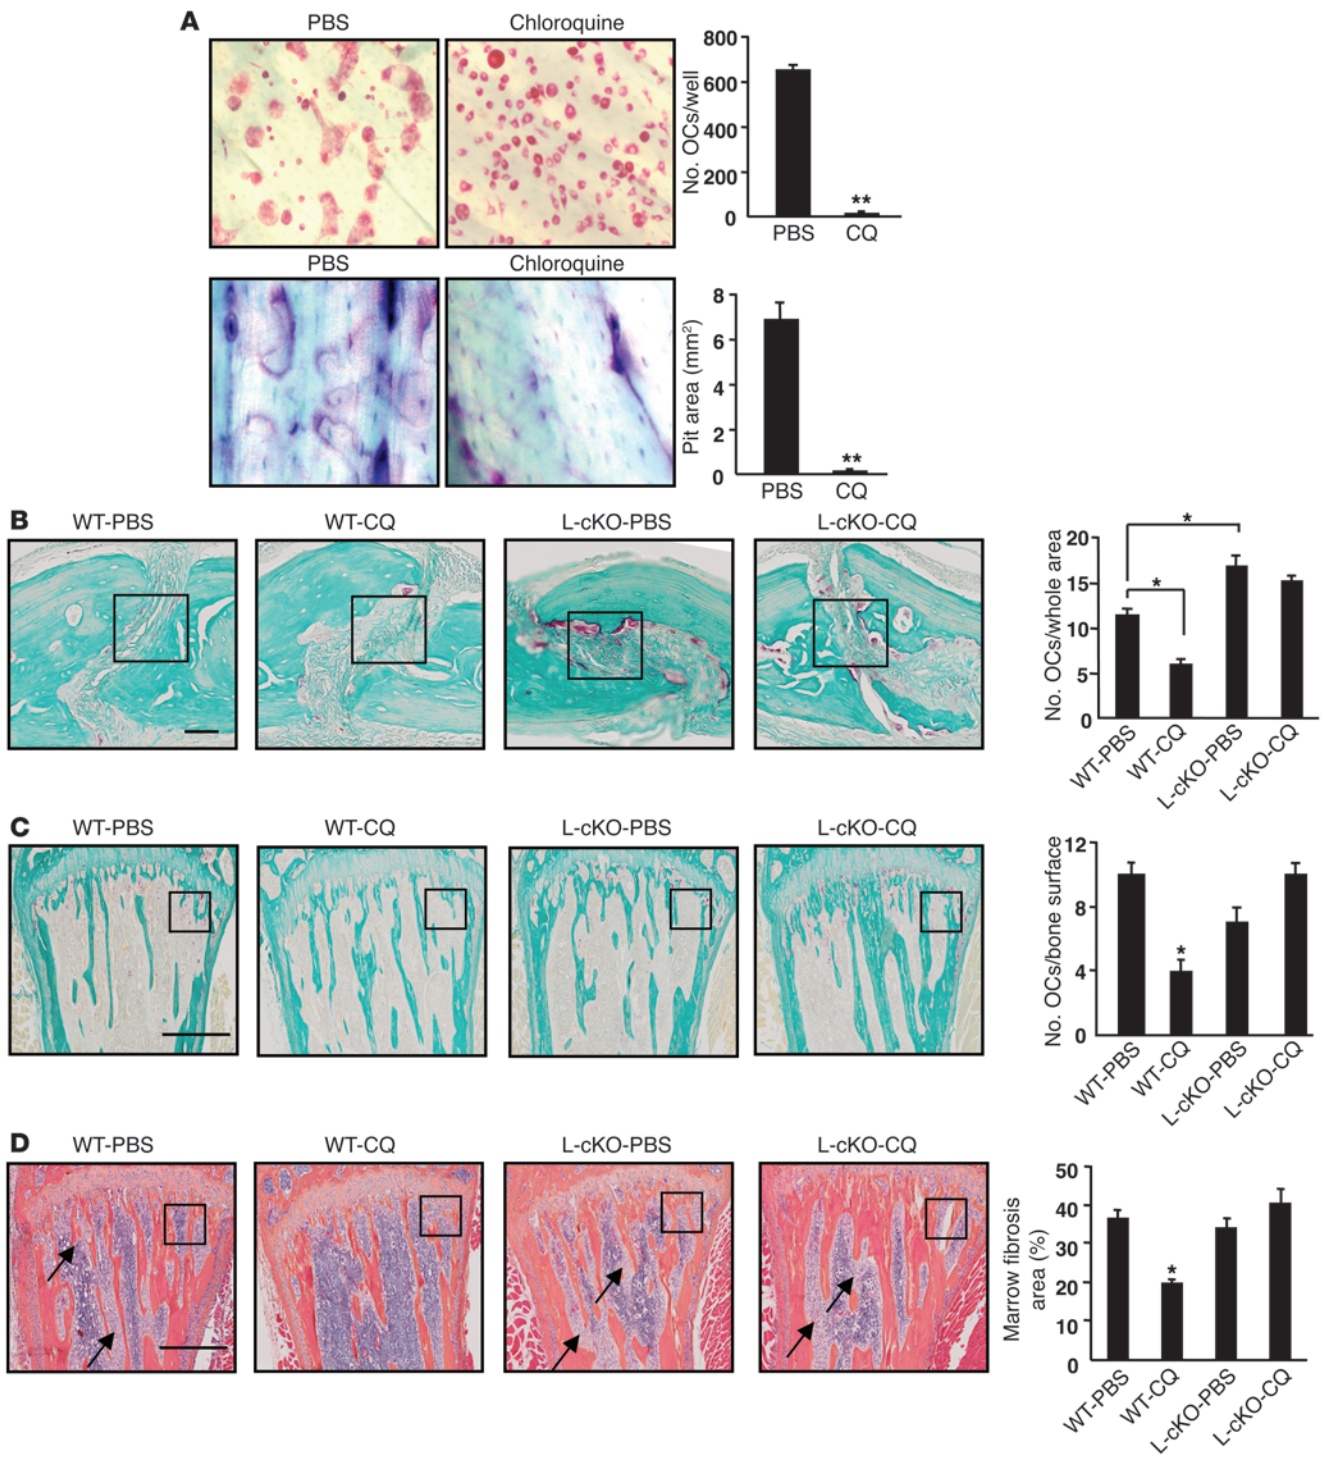 A
PBS
Chloroquine
No. OCs/well
800
600
400
200
0
**
PBS
CQ
PBS
Chloroquine
Pit area (mm²)
8
6
4
2
0
**
PBS
CQ
B
WT-PBS
WT-CQ
L-cKO-PBS
L-cKO-CQ
No. OCs/whole area
20
15
10
5
0
*
*
WT-PBS
WT-CQ
L-cKO-PBS
L-cKO-CQ
C
WT-PBS
WT-CQ
L-cKO-PBS
L-cKO-CQ
No. OCs/bone surface
12
8
4
0
*
WT-PBS
WT-CQ
L-cKO-PBS
L-cKO-CQ
D
WT-PBS
WT-CQ
L-cKO-PBS
L-cKO-CQ
Marrow fibrosis
area (%)
50
40
30
20
10
0
*
WT-PBS
WT-CQ
L-cKO-PBS
L-cKO-CQ